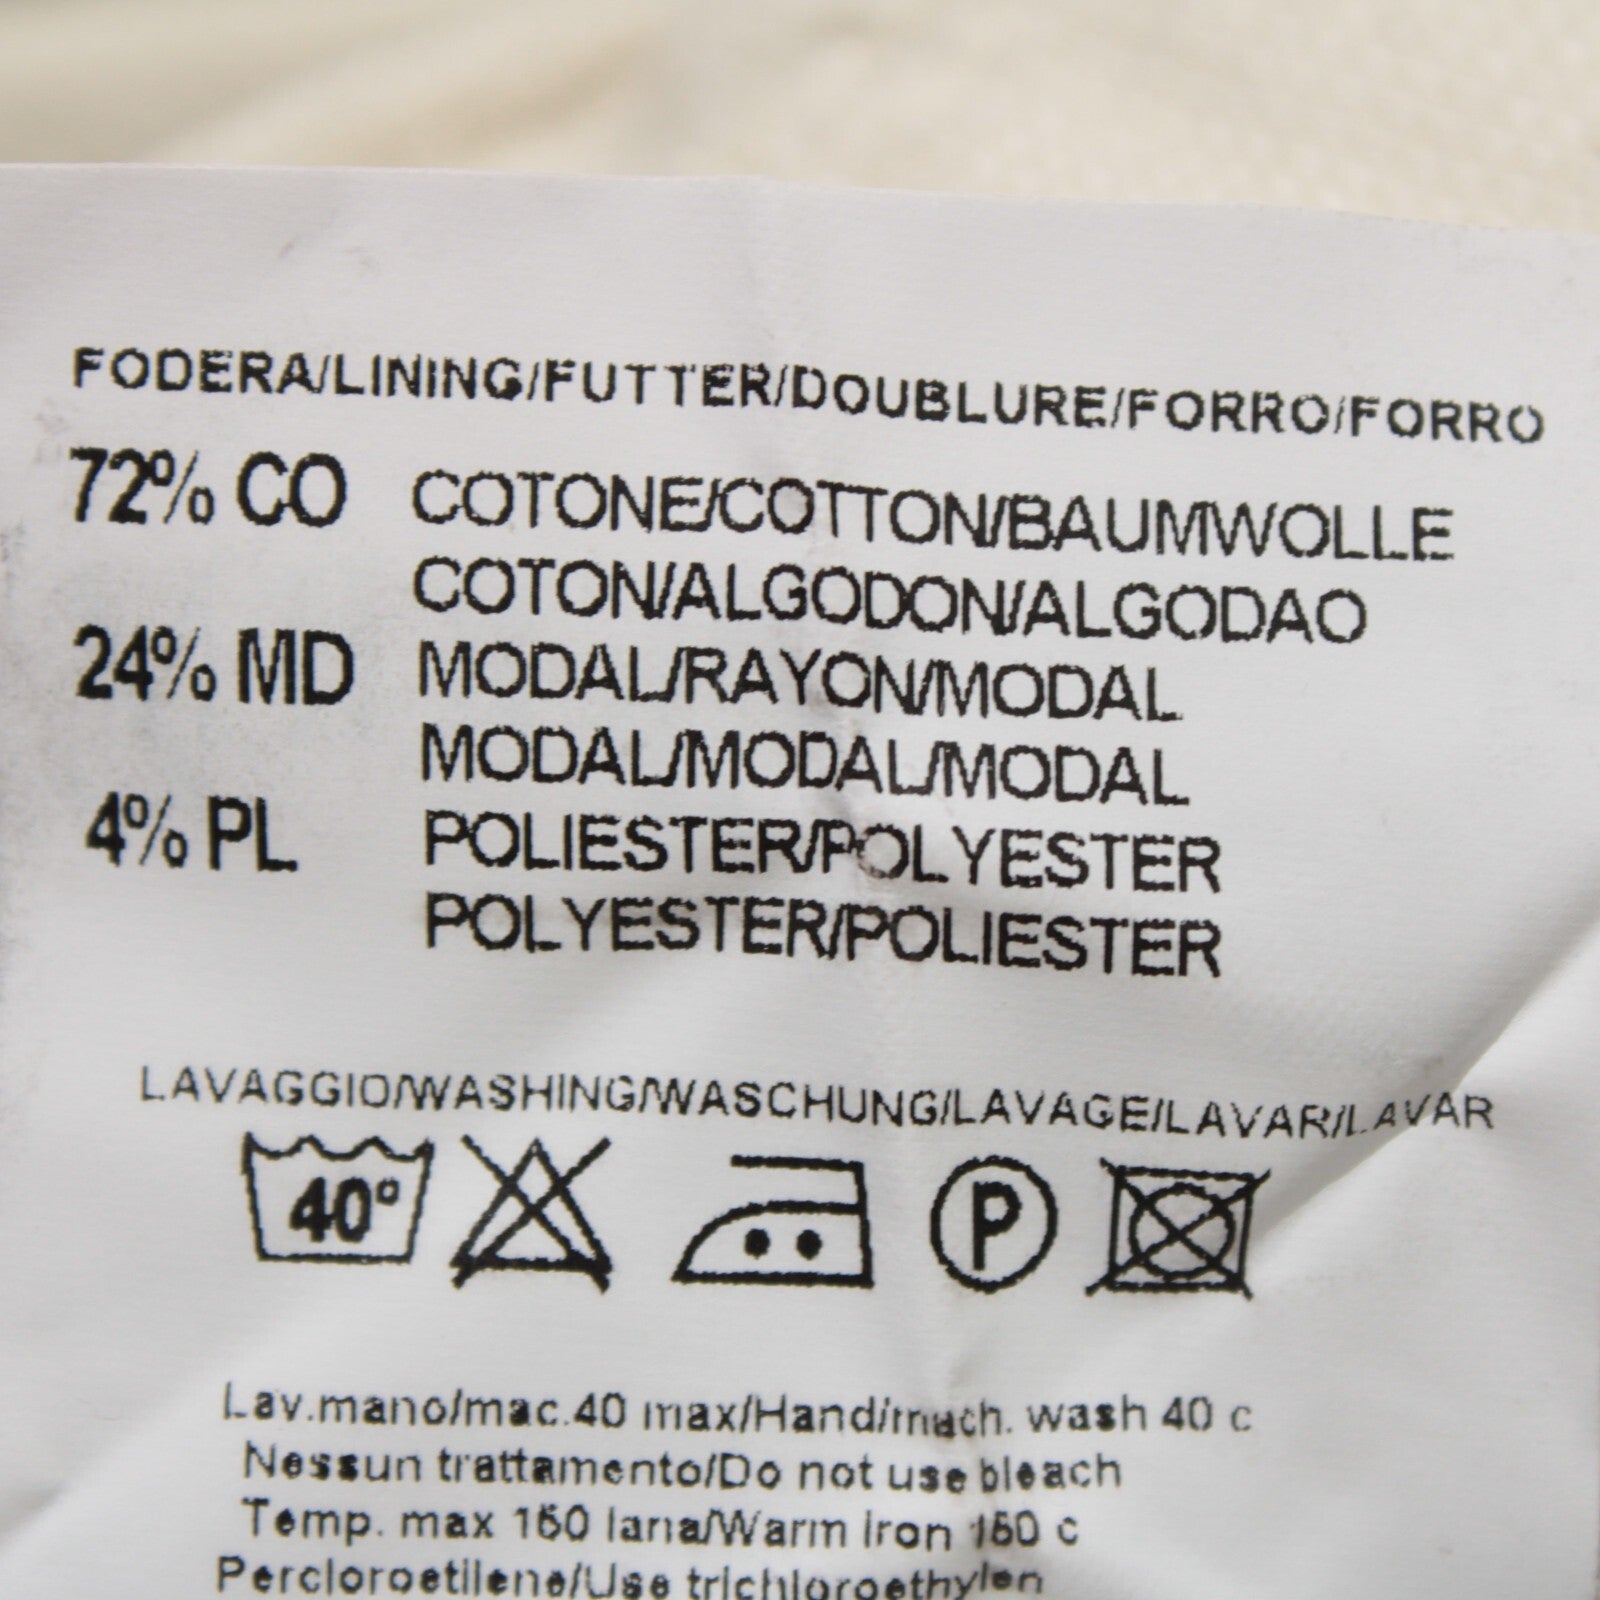 FODERA/LINING/FUTTER/DOUBLURE/FORRO/FORRO
72% CO COTONE/COTTON/BAUMWOLLE
COTON/ALGODON/ALGODAO
24% MD MODAL/RAYON/MODAL
MODAL/MODAL/MODAL
4% PL POLIESTER/POLYESTER
POLYESTER/POLIESTER
LAVAGGIO/WASHING/WASCHUNG/LAVAGE/LAVAR/LAVAR
40° P
Lav.mano/mac.40 max/Hand/mach. wash 40 c
Nessun trattamento/Do not use bleach
Temp. max 150 lana/Warm iron 150 c
Percloroetilene/Use trichloroethylen